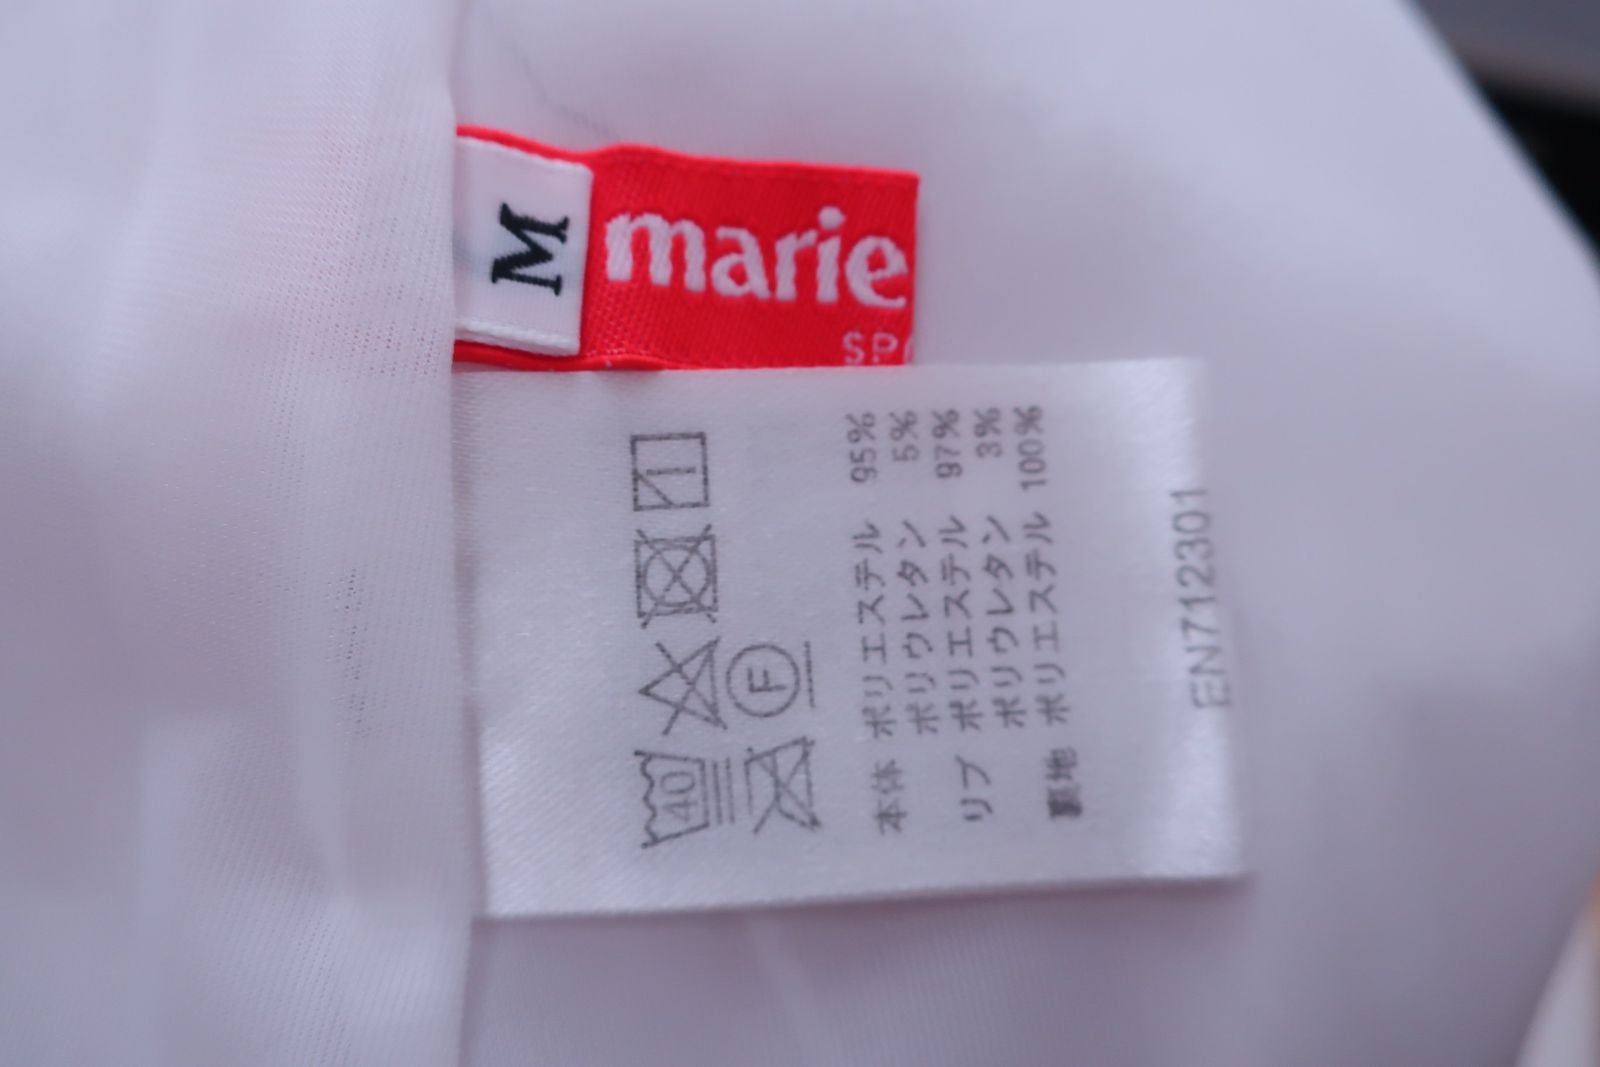 M
marie
SP
40
F
本体 ポリエステル 95%
ポリウレタン 5%
リブ ポリエステル 97%
ポリウレタン 3%
裏地 ポリエステル 100%
EN712301